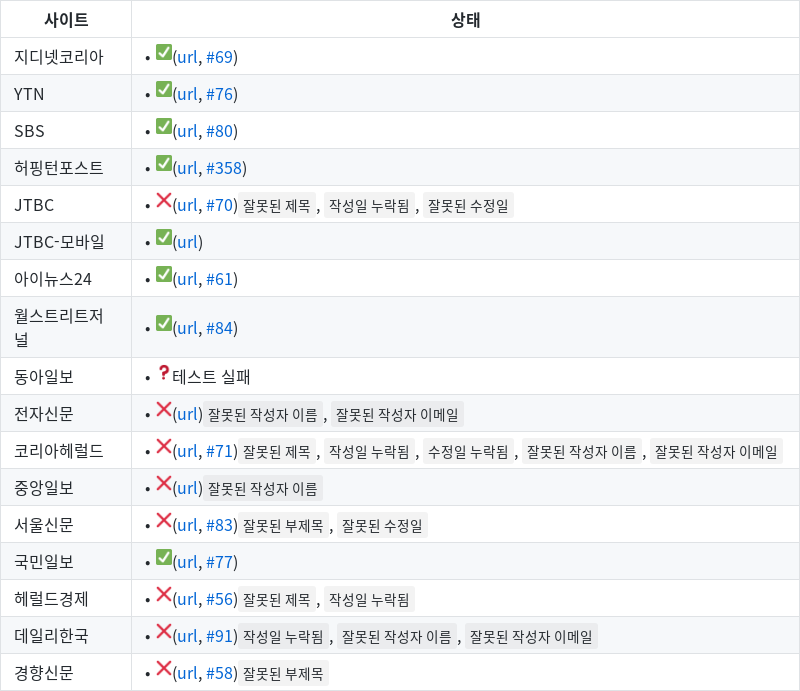 사이트 상태
지디넷코리아 • ✅(url, #69)
YTN • ✅(url, #76)
SBS • ✅(url, #80)
허핑턴포스트 • ✅(url, #358)
JTBC • ❌(url, #70) 잘못된 제목 , 작성일 누락됨 , 잘못된 수정일
JTBC-모바일 • ✅(url)
아이뉴스24 • ✅(url, #61)
월스트리트저
널 • ✅(url, #84)
동아일보 • ❓테스트 실패
전자신문 • ❌(url) 잘못된 작성자 이름 , 잘못된 작성자 이메일
코리아헤럴드 • ❌(url, #71) 잘못된 제목 , 작성일 누락됨 , 수정일 누락됨 , 잘못된 작성자 이름 , 잘못된 작성자 이메일
중앙일보 • ❌(url) 잘못된 작성자 이름
서울신문 • ❌(url, #83) 잘못된 부제목 , 잘못된 수정일
국민일보 • ✅(url, #77)
헤럴드경제 • ❌(url, #56) 잘못된 제목 , 작성일 누락됨
데일리한국 • ❌(url, #91) 작성일 누락됨 , 잘못된 작성자 이름 , 잘못된 작성자 이메일
경향신문 • ❌(url, #58) 잘못된 부제목